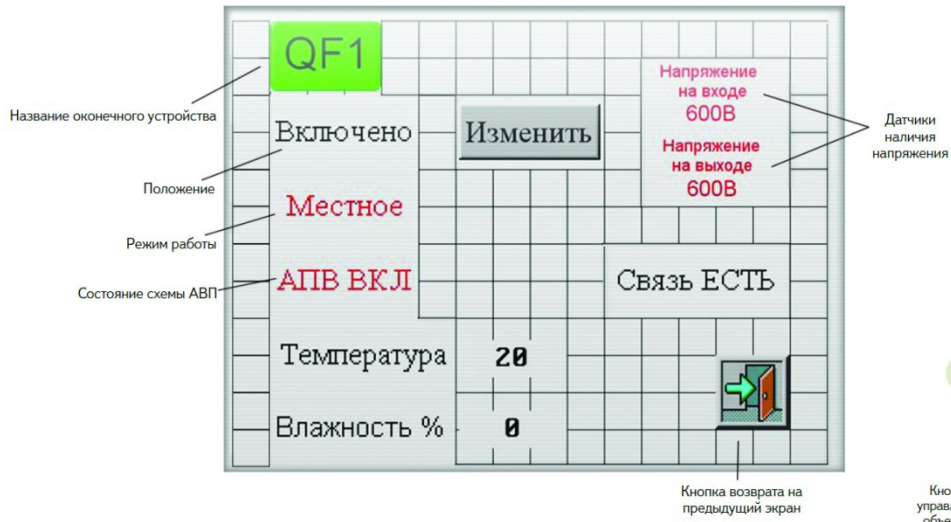 QF1
Название оконечного устройства
Включено
Изменить
Напряжение
на входе
600В
Напряжение
на выходе
600В
Датчики
наличия
напряжения
Положение
Местное
Режим работы
АПВ ВКЛ
Связь ЕСТЬ
Состояние схемы АВП
Температура
20
Влажность %
0
Кнопка возврата на
предыдущий экран